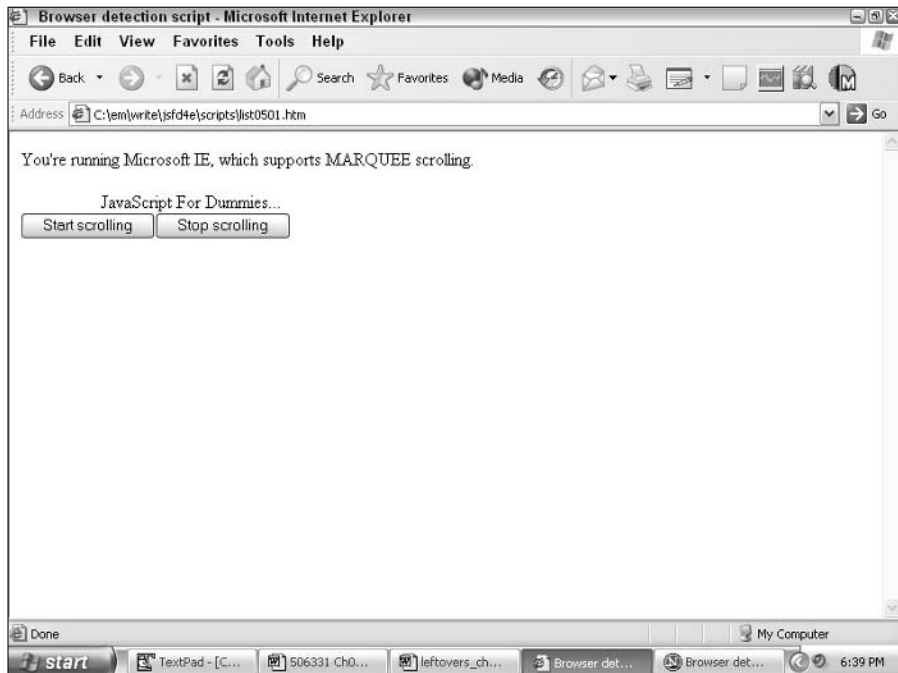 Browser detection script - Microsoft Internet Explorer
File Edit View Favorites Tools Help
Back Search Favorites Media
Address C:\em\write\jsfd4e\scripts\list0501.htm Go
You're running Microsoft IE, which supports MARQUEE scrolling.
JavaScript For Dummies...
Start scrolling Stop scrolling
Done My Computer
start TextPad - [C... 506331 Ch0... leftovers_ch... Browser det... Browser det... 6:39 PM